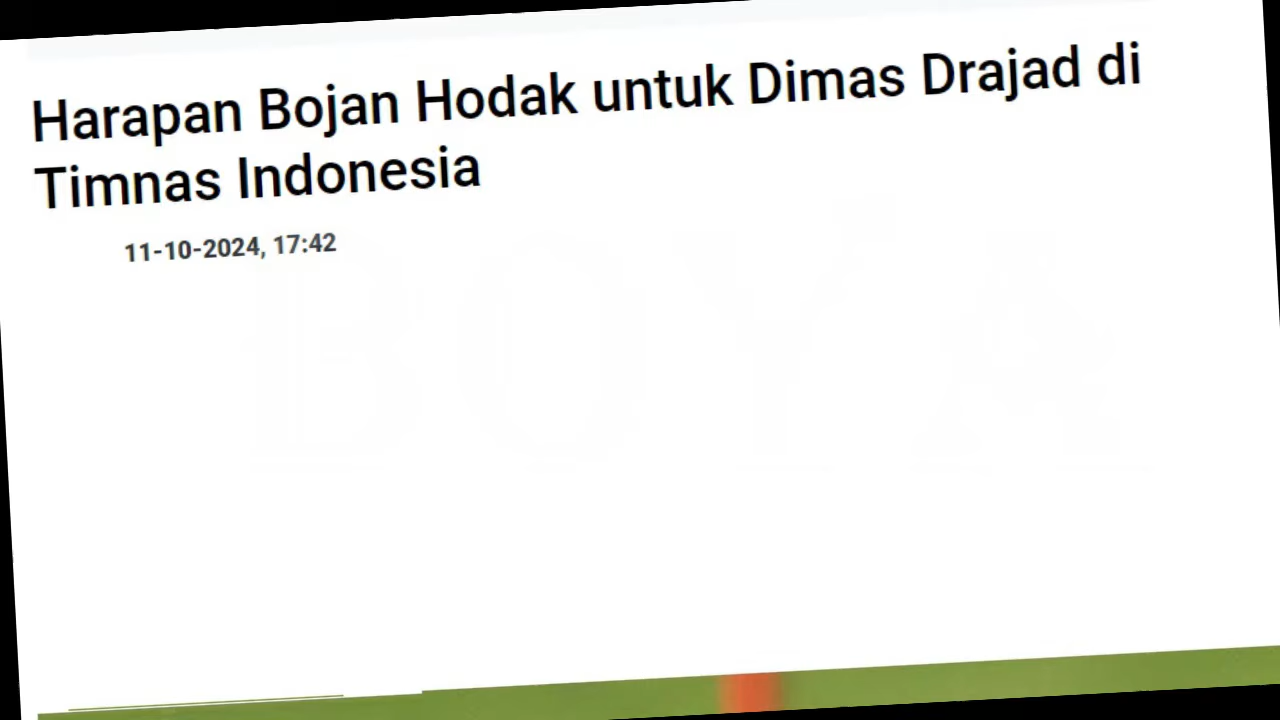 Harapan Bojan Hodak untuk Dimas Drajad di
Timnas Indonesia
11-10-2024, 17:42